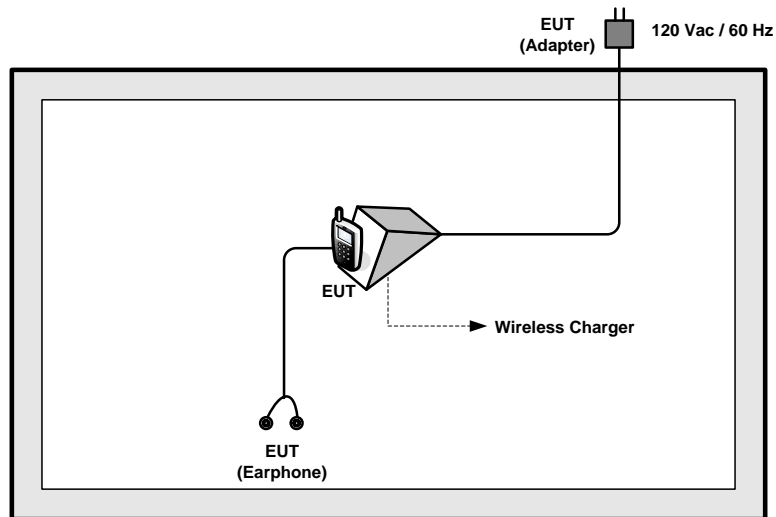 EUT
(Adapter)
120 Vac / 60 Hz
EUT
Wireless Charger
EUT
(Earphone)